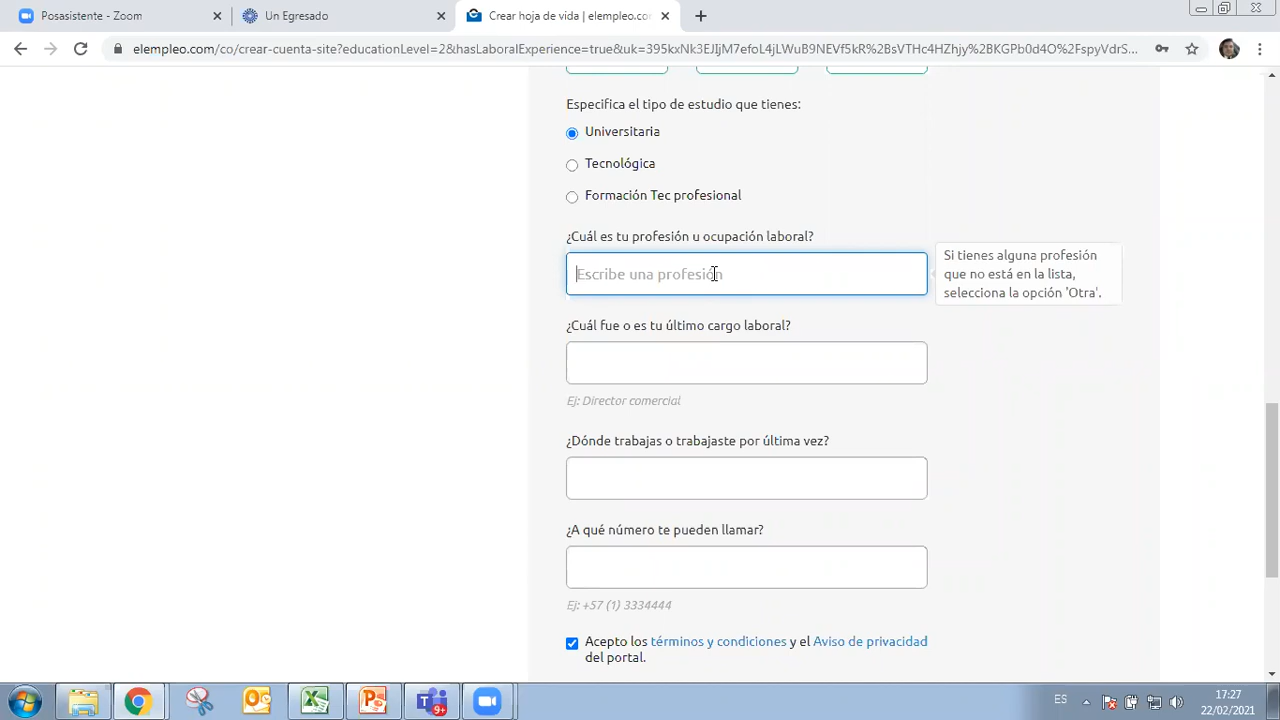 Posasistente - Zoom
Un Egresado
Crear hoja de vida | elempleo.co
elempleo.com/co/crear-cuenta-site?educationLevel=2&hasLaboralExperience=true&uk=395kxNk3EJIjM7efoL4jLWuB9NEVf5kR%2BsVTHc4HZhjy%2BKGPb0d4O%2FspyVdrS...
Especifica el tipo de estudio que tienes:
Universitaria
Tecnológica
Formación Tec profesional
¿Cuál es tu profesión u ocupación laboral?
Escribe una profesión
Si tienes alguna profesión
que no está en la lista,
selecciona la opción 'Otra'.
¿Cuál fue o es tu último cargo laboral?
Ej: Director comercial
¿Dónde trabajas o trabajaste por última vez?
¿A qué número te pueden llamar?
Ej: +57 (1) 3334444
Acepto los términos y condiciones y el Aviso de privacidad
del portal.
9+
ES
17:27
22/02/2021